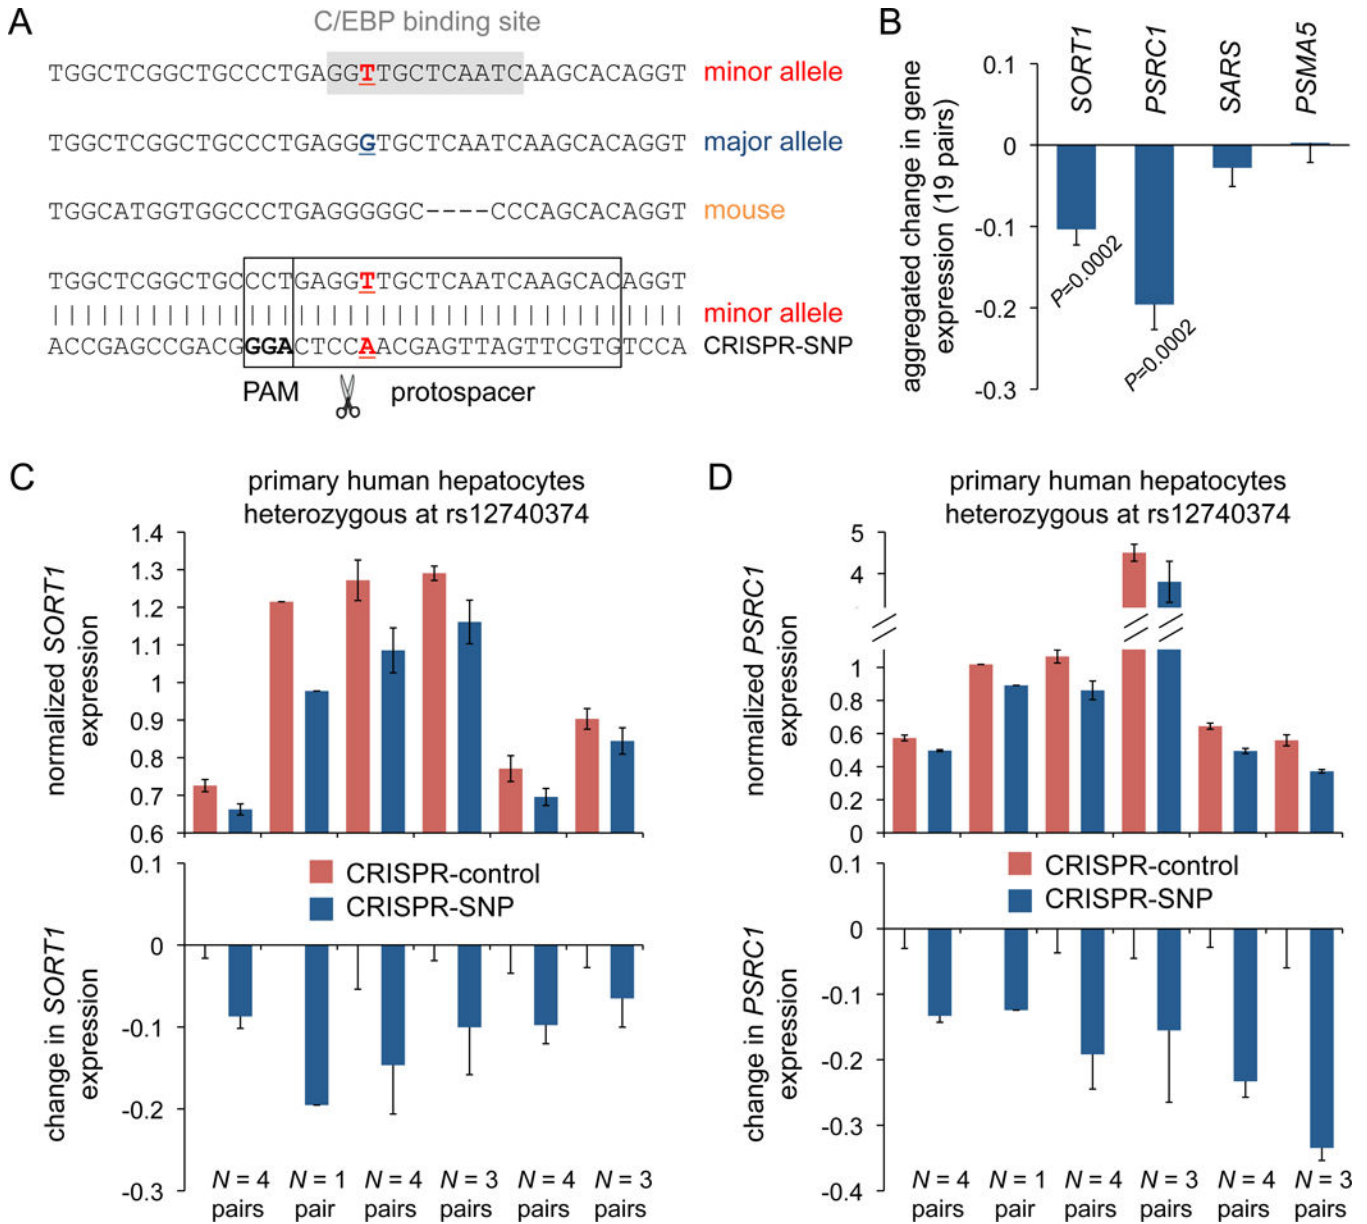 A
C/EBP binding site
TGGCTCGGCTGCCCTGAGGTTGCTCAATCAAGCACAGGT minor allele
TGGCTCGGCTGCCCTGAGGGTGCTCAATCAAGCACAGGT major allele
TGGCATGGTGGCCCTGAGGGGGC----CCCAGCACAGGT mouse
TGGCTCGGCTGCCCTGAGGTTGCTCAATCAAGCACAGGT
minor allele
ACCGAGCCGACGGGACTCCAACGAGTTAGTTCGTGTCCA CRISPR-SNP
PAM protospacer
B
SORT1 PSRC1 SARS PSMA5
aggregated change in gene
expression (19 pairs)
0.1
0
-0.1
-0.2
-0.3
P=0.0002
P=0.0002
C
primary human hepatocytes
heterozygous at rs12740374
normalized SORT1
expression
1.4
1.3
1.2
1.1
1
0.9
0.8
0.7
0.6
CRISPR-control
CRISPR-SNP
change in SORT1
expression
0.1
0
-0.1
-0.2
-0.3
N = 4 N = 1 N = 4 N = 3 N = 4 N = 3
pairs pair pairs pairs pairs pairs
D
primary human hepatocytes
heterozygous at rs12740374
normalized PSRC1
expression
5
4
1
0.8
0.6
0.4
0.2
0
CRISPR-control
CRISPR-SNP
change in PSRC1
expression
0.1
0
-0.1
-0.2
-0.3
-0.4
N = 4 N = 1 N = 4 N = 3 N = 4 N = 3
pairs pair pairs pairs pairs pairs